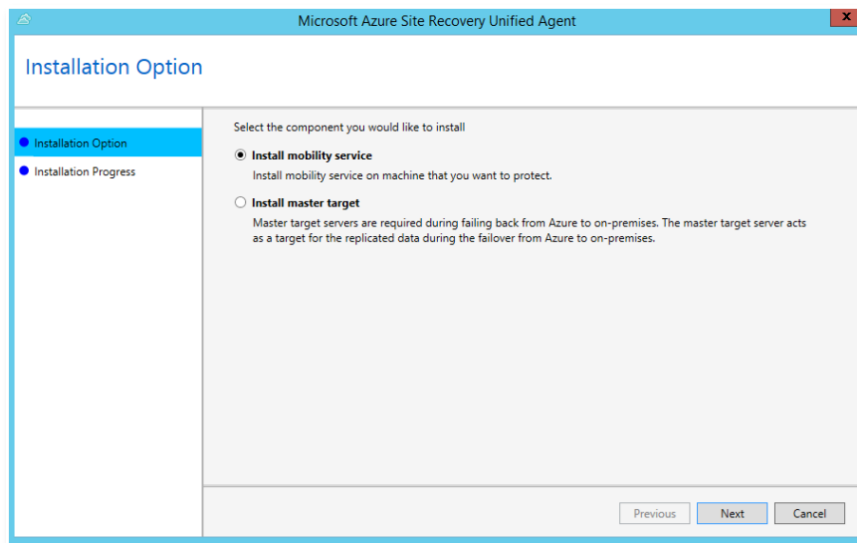 Microsoft Azure Site Recovery Unified Agent
x
Installation Option
Installation Option
Installation Progress
Select the component you would like to install
Install mobility service
Install mobility service on machine that you want to protect.
Install master target
Master target servers are required during failing back from Azure to on-premises. The master target server acts
as a target for the replicated data during the failover from Azure to on-premises.
Previous
Next
Cancel